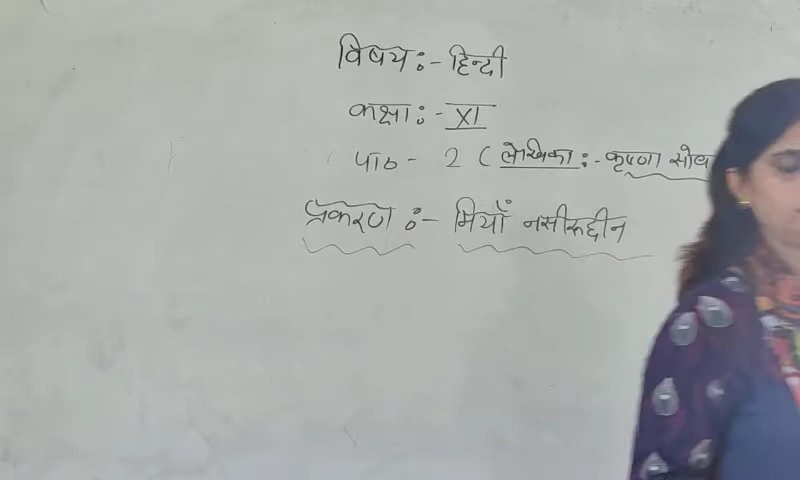 विषय :- हिन्दी
कक्षा :- XI
पाठ - 2 ( लेखिका :- कृष्णा
प्रकरण :- मियाँ नसीरूद्दीन